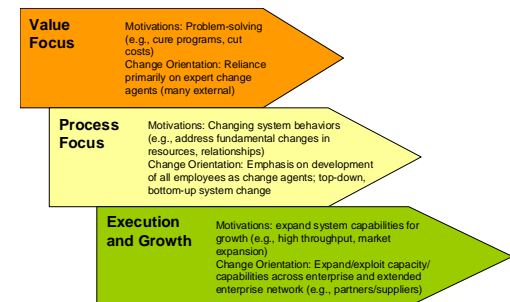 Value
Focus
Motivations: Problem-solving
(e.g., cure programs, cut
costs)
Change Orientation: Reliance
primarily on expert change
agents (many external)
Process
Focus
Motivations: Changing system behaviors
(e.g., address fundamental changes in
resources, relationships)
Change Orientation: Emphasis on development
of all employees as change agents; top-down,
bottom-up system change
Execution
and Growth
Motivations: expand system capabilities for
growth (e.g., high throughput, market
expansion)
Change Orientation: Expand/exploit capacity/
capabilities across enterprise and extended
enterprise network (e.g., partners/suppliers)